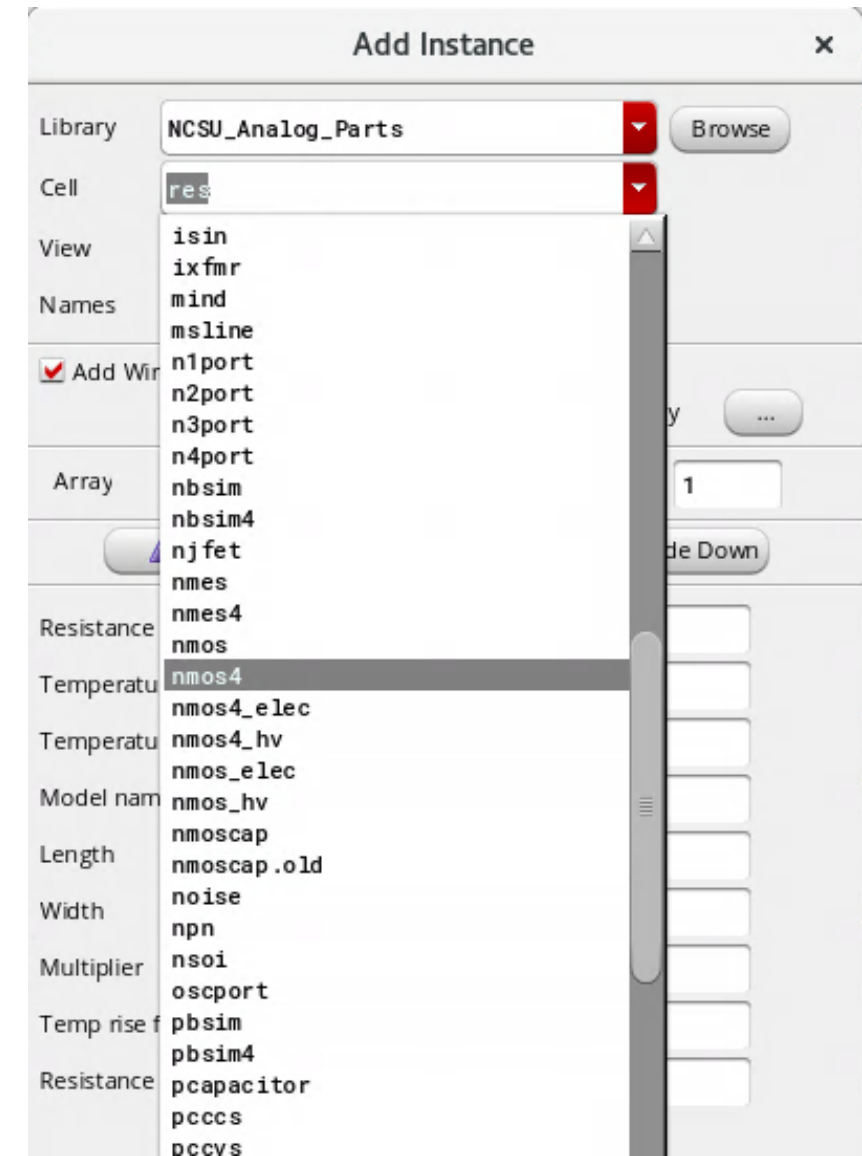 Add Instance
Library NCSU_Analog_Parts Browse
Cell res
View
Names
isin
ixfmr
mind
msline
n1port
n2port
n3port
n4port
nbsim
nbsim4
njfet
nmes
nmes4
nmos
nmos4
nmos4_elec
nmos4_hv
nmos_elec
nmos_hv
nmoscap
nmoscap.old
noise
npn
nsoi
oscport
pbsim
pbsim4
pcapacitor
pcccs
pccvs
Add Wir
y ...
Array 1
de Down
Resistance
Temperatu
Temperatu
Model nam
Length
Width
Multiplier
Temp rise f
Resistance